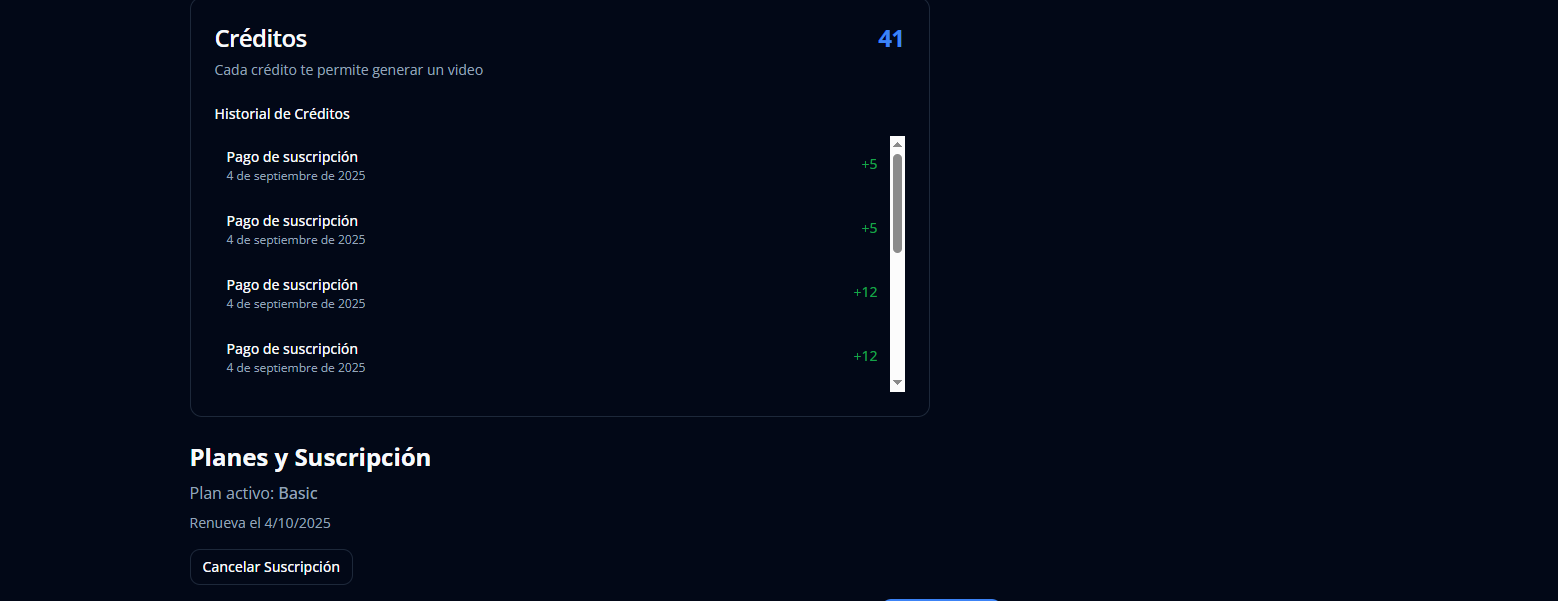 Créditos
41
Cada crédito te permite generar un video
Historial de Créditos
Pago de suscripción
+5
4 de septiembre de 2025
Pago de suscripción
+5
4 de septiembre de 2025
Pago de suscripción
+12
4 de septiembre de 2025
Pago de suscripción
+12
4 de septiembre de 2025
Planes y Suscripción
Plan activo: Basic
Renueva el 4/10/2025
Cancelar Suscripción